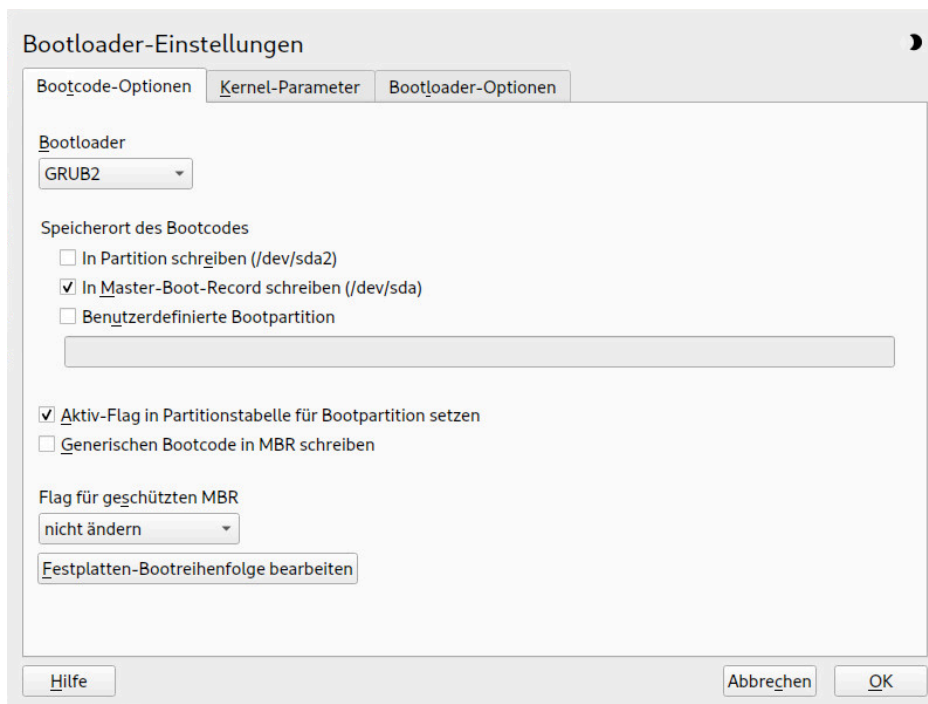 Bootloader-Einstellungen
Bootcode-Optionen Kernel-Parameter Bootloader-Optionen
Bootloader
GRUB2
Speicherort des Bootcodes
In Partition schreiben (/dev/sda2)
In Master-Boot-Record schreiben (/dev/sda)
Benutzerdefinierte Bootpartition
Aktiv-Flag in Partitionstabelle für Bootpartition setzen
Generischen Bootcode in MBR schreiben
Flag für geschützten MBR
nicht ändern
Festplatten-Bootreihenfolge bearbeiten
Hilfe Abbrechen OK